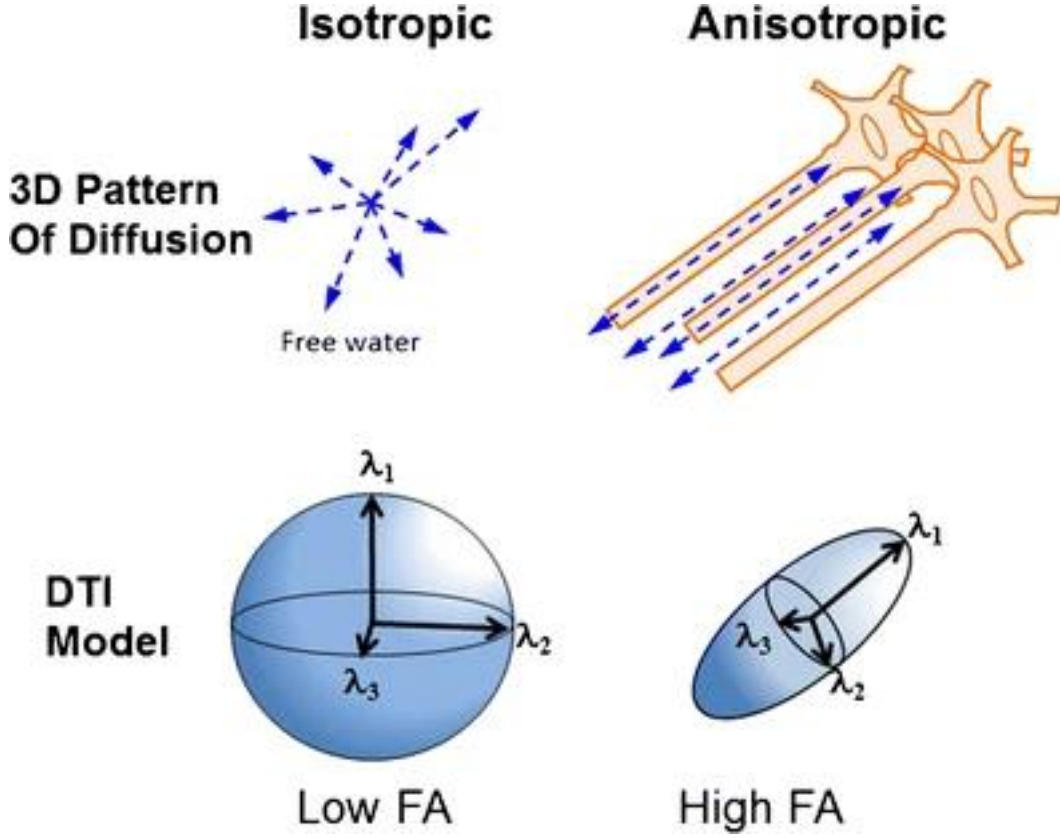 Isotropic
Anisotropic
3D Pattern
Of Diffusion
Free water
DTI
Model
λ₁
λ₂
λ₃
λ₁
λ₃
λ₂
Low FA
High FA